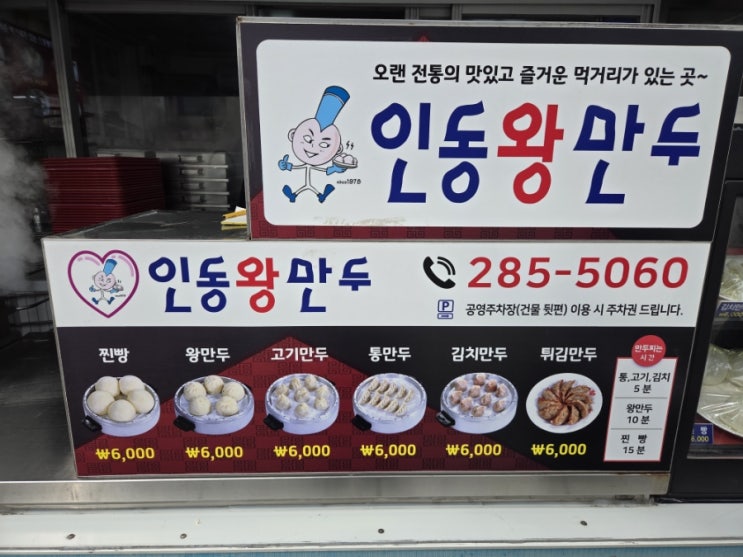 오랜 전통의 맛있고 즐거운 먹거리가 있는 곳~
인동왕만두
since1978
인동왕만두
285-5060
P 공영주차장(건물 뒷편) 이용 시 주차권 드립니다.
찐빵 왕만두 고기만두 통만두 김치만두 튀김만두
₩6,000 ₩6,000 ₩6,000 ₩6,000 ₩6,000 ₩6,000
만두찌는
시간
통,고기,김치
5 분
왕만두
10 분
찐 빵
15 분